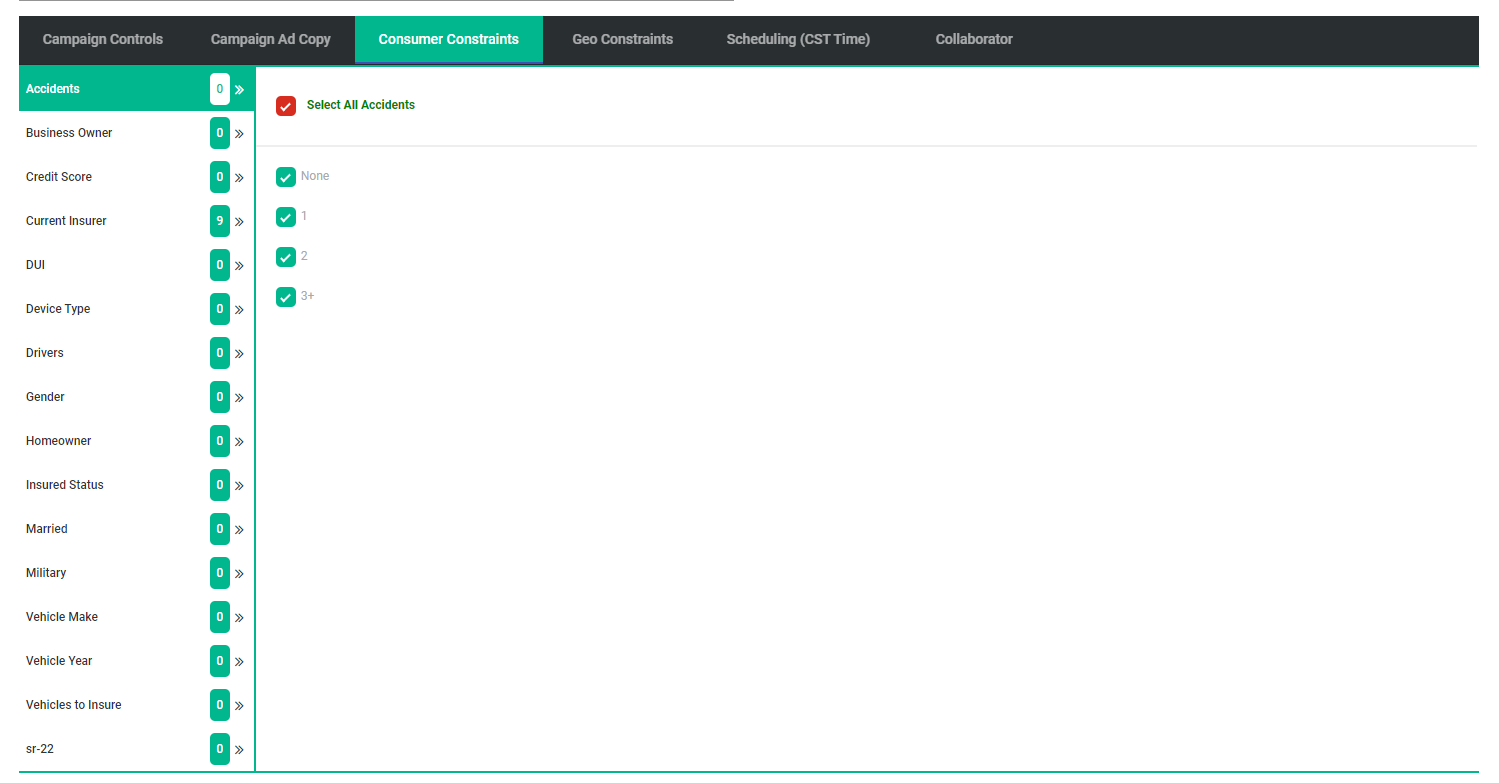 Campaign Controls Campaign Ad Copy Consumer Constraints Geo Constraints Scheduling (CST Time) Collaborator
Accidents 0
Business Owner 0
Credit Score 0
Current Insurer 9
DUI 0
Device Type 0
Drivers 0
Gender 0
Homeowner 0
Insured Status 0
Married 0
Military 0
Vehicle Make 0
Vehicle Year 0
Vehicles to Insure 0
sr-22 0
Select All Accidents
None
1
2
3+